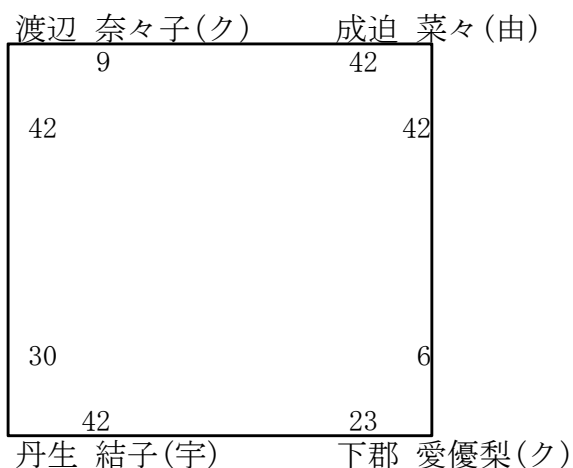 渡辺 奈々子(ク) 成迫 菜々(由)
9 42
42 42
30 6
42 23
丹生 結子(宇) 下郡 愛優梨(ク)